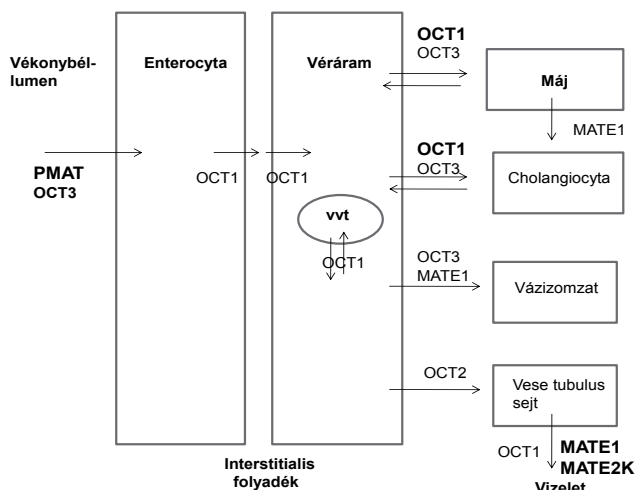 Vékonybél-
lumen
Enterocyta
Véráram
OCT1
OCT3
Máj
MATE1
PMAT
OCT3
OCT1
OCT1
OCT1
OCT3
Cholangiocyta
vvt
OCT1
OCT3
MATE1
Vázizomzat
OCT2
Vese tubulus
sejt
OCT1
MATE1
MATE2K
Interstitialis
folyadék
Vizelet